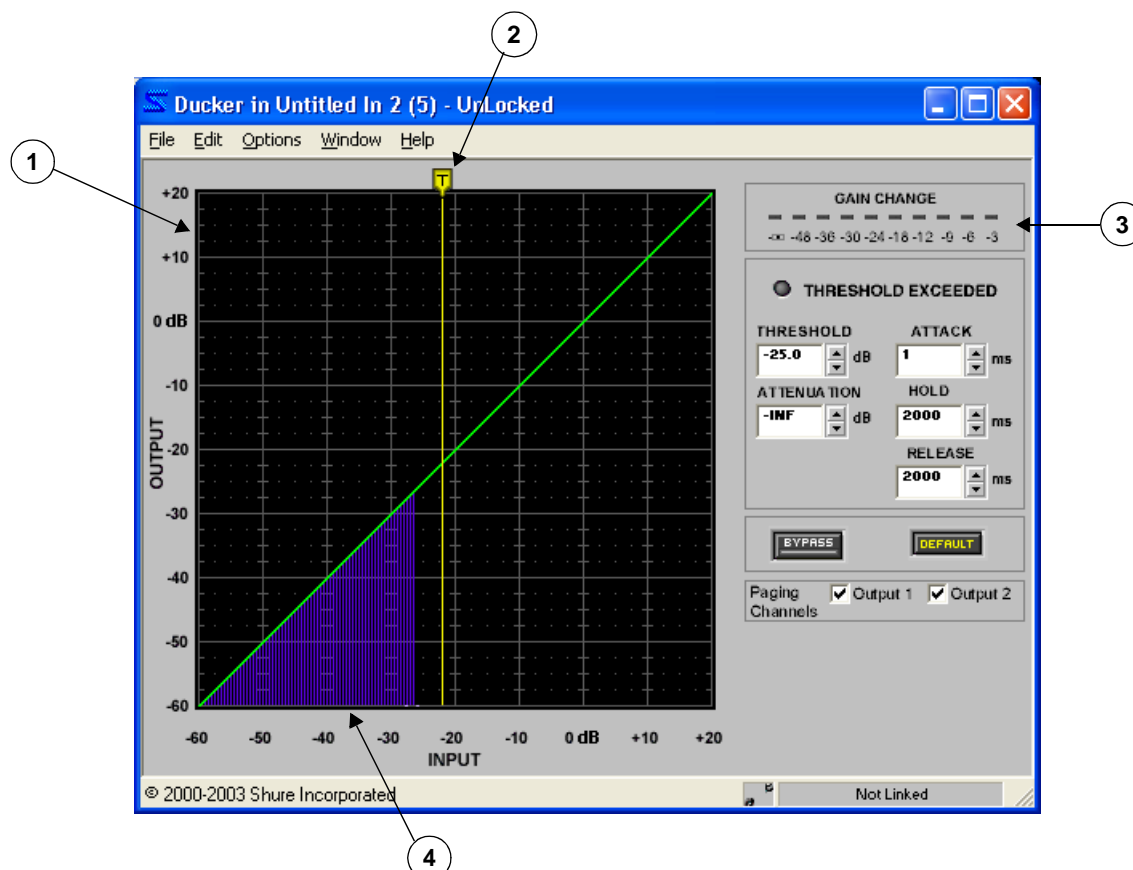 2
Ducker in Untitled In 2 (5) - UnLocked
File Edit Options Window Help
1
T
+20
+10
0 dB
-10
-20
-30
-40
-50
-60
OUTPUT
-60 -50 -40 -30 -20 -10 0 dB +10 +20
INPUT
GAIN CHANGE
-∞ -48 -36 -30 -24 -18 -12 -9 -6 -3
3
THRESHOLD EXCEEDED
THRESHOLD ATTACK
-25.0 dB 1 ms
ATTENUATION HOLD
-INF dB 2000 ms
RELEASE
2000 ms
BYPASS DEFAULT
Paging Channels Output 1 Output 2
© 2000-2003 Shure Incorporated
Not Linked
4